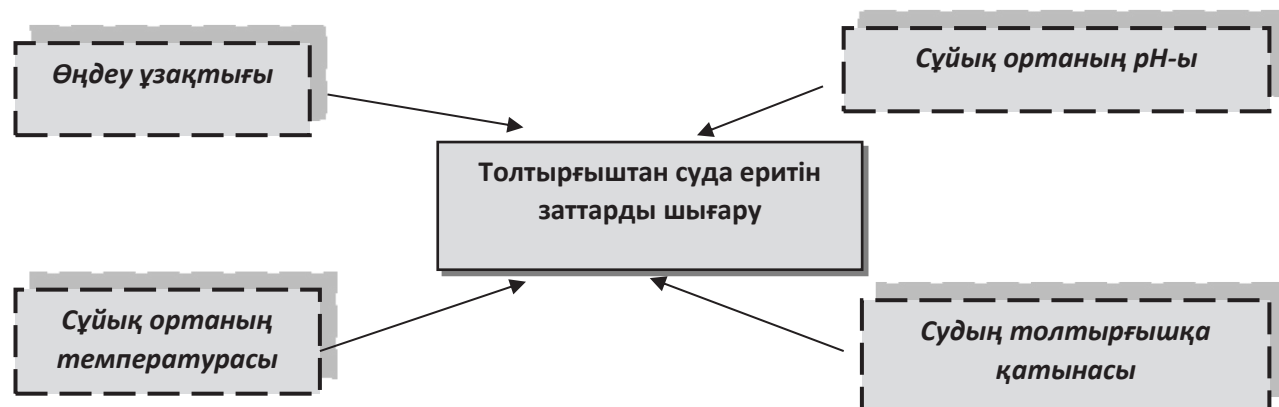 Өңдеу ұзақтығы
Сұйық ортаның pH-ы
Толтырғыштан суда еритін
заттарды шығару
Сұйық ортаның
температурасы
Судың толтырғышқа
қатынасы